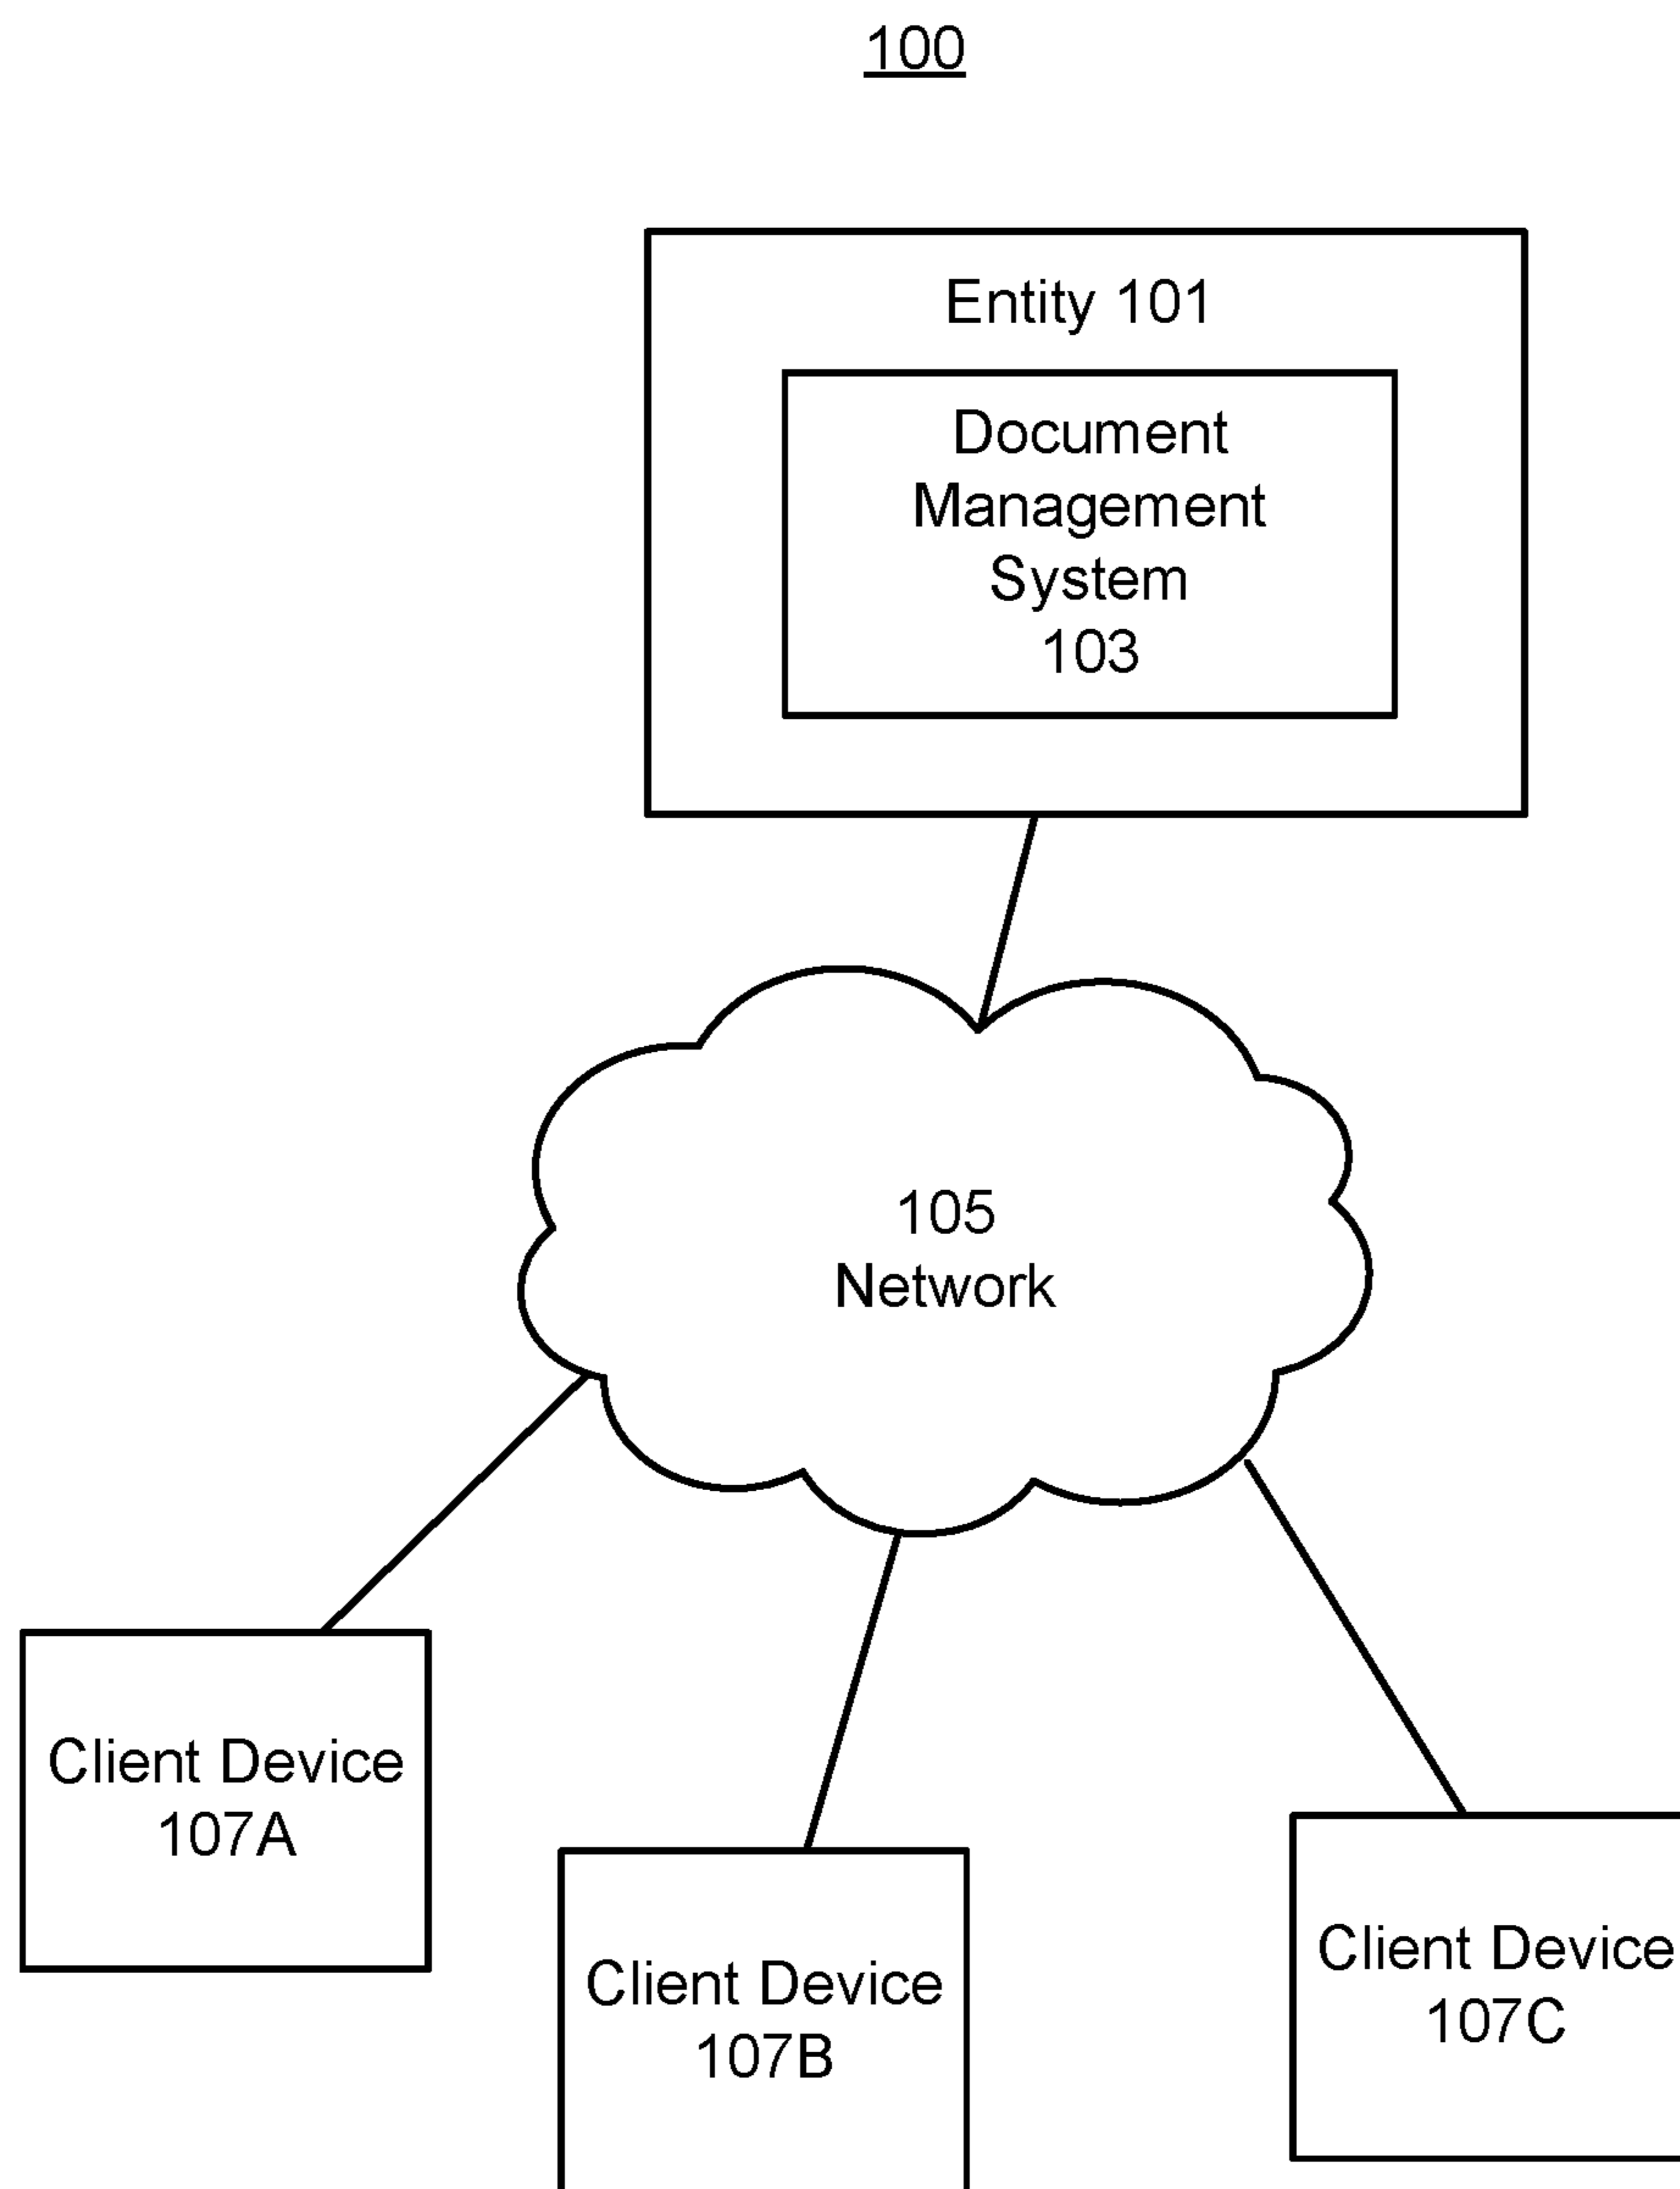 100
Entity 101
Document
Management
System
103
105
Network
Client Device
107A
Client Device
107B
Client Device
107C